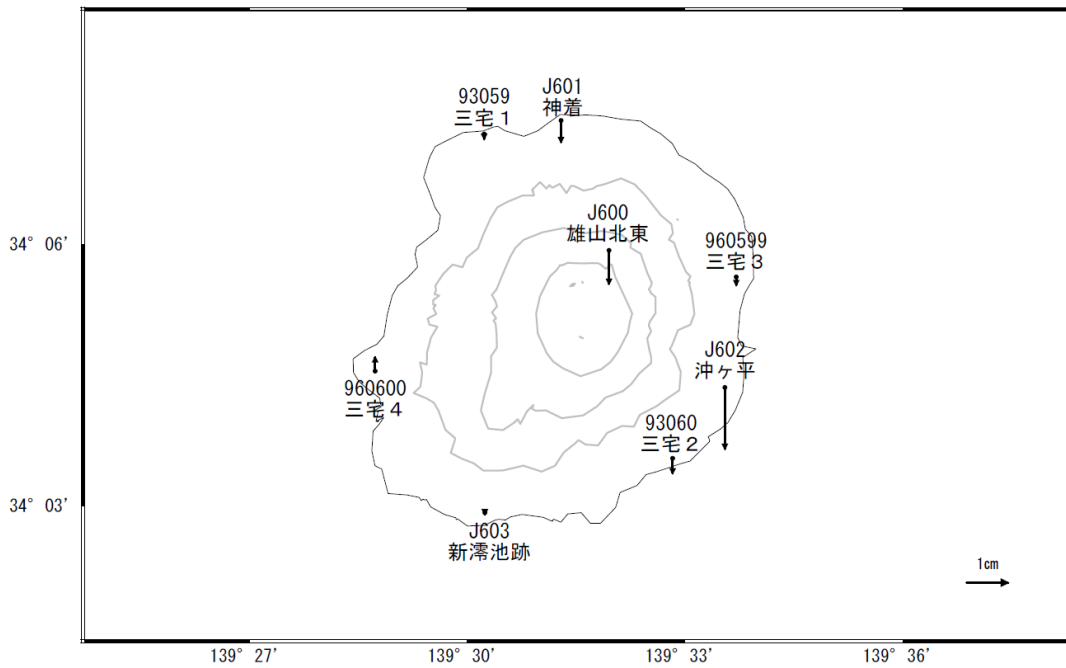 93059
三宅１
J601
神着
J600
雄山北東
34° 06'
960599
三宅３
J602
沖ヶ平
960600
三宅４
93060
三宅２
34° 03'
J603
新澪池跡
1cm
139° 27'
139° 30'
139° 33'
139° 36'